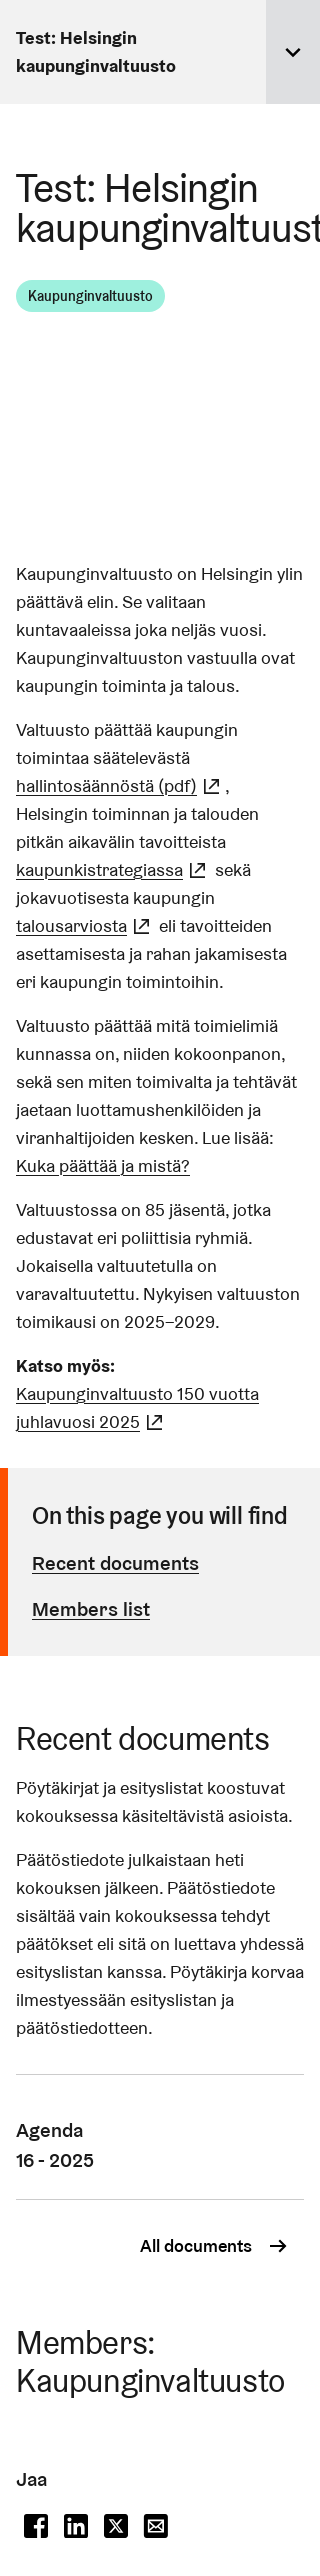 Test: Helsingin
kaupunginvaltuusto
Test: Helsingin
kaupunginvaltuust
Kaupunginvaltuusto
Kaupunginvaltuusto on Helsingin ylin
päättävä elin. Se valitaan
kuntavaaleissa joka neljäs vuosi.
Kaupunginvaltuuston vastuulla ovat
kaupungin toiminta ja talous.
Valtuusto päättää kaupungin
toimintaa säätelevästä
hallintosäännöstä (pdf) ,
Helsingin toiminnan ja talouden
pitkän aikavälin tavoitteista
kaupunkistrategiassa sekä
jokavuotisesta kaupungin
talousarviosta eli tavoitteiden
asettamisesta ja rahan jakamisesta
eri kaupungin toimintoihin.
Valtuusto päättää mitä toimielimiä
kunnassa on, niiden kokoonpanon,
sekä sen miten toimivalta ja tehtävät
jaetaan luottamushenkilöiden ja
viranhaltijoiden kesken. Lue lisää:
Kuka päättää ja mistä?
Valtuustossa on 85 jäsentä, jotka
edustavat eri poliittisia ryhmiä.
Jokaisella valtuutetulla on
varavaltuutettu. Nykyisen valtuuston
toimikausi on 2025–2029.
Katso myös:
Kaupunginvaltuusto 150 vuotta
juhlavuosi 2025
On this page you will find
Recent documents
Members list
Recent documents
Pöytäkirjat ja esityslistat koostuvat
kokouksessa käsiteltävistä asioista.
Päätöstiedote julkaistaan heti
kokouksen jälkeen. Päätöstiedote
sisältää vain kokouksessa tehdyt
päätökset eli sitä on luettava yhdessä
esityslistan kanssa. Pöytäkirja korvaa
ilmestyessään esityslistan ja
päätöstiedotteen.
Agenda
16 - 2025
All documents
Members:
Kaupunginvaltuusto
Jaa